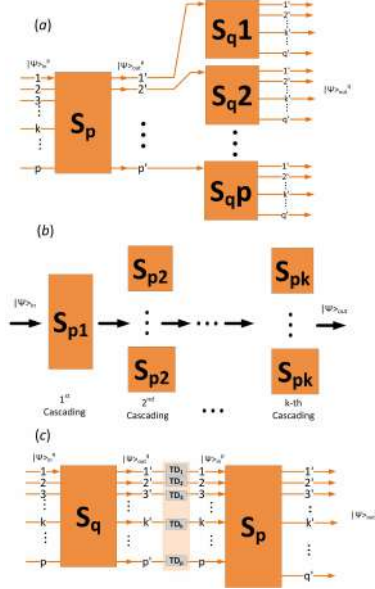 (a)
|Ψ>in^p
|Ψ>out^p
1
2
3
k
p
Sp
1'
2'
p'
Sq1
1'
2'
k'
q'
Sq2
1'
2'
k'
q'
|Ψ>out^q
Sqp
1'
2'
k'
q'
(b)
|Ψ>in
Sp1
Sp2
Sp2
Spk
Spk
|Ψ>out
1st
Cascading
2nd
Cascading
k-th
Cascading
(c)
|Ψ>in^q
|Ψ>out^q
|Ψ>in^p
1
2
3
k
p
Sq
1'
2'
3'
k'
p'
TD1
TD2
TD3
TDk
TDp
1
2
3
k
p
Sp
1'
2'
3'
k'
q'
|Ψ>out